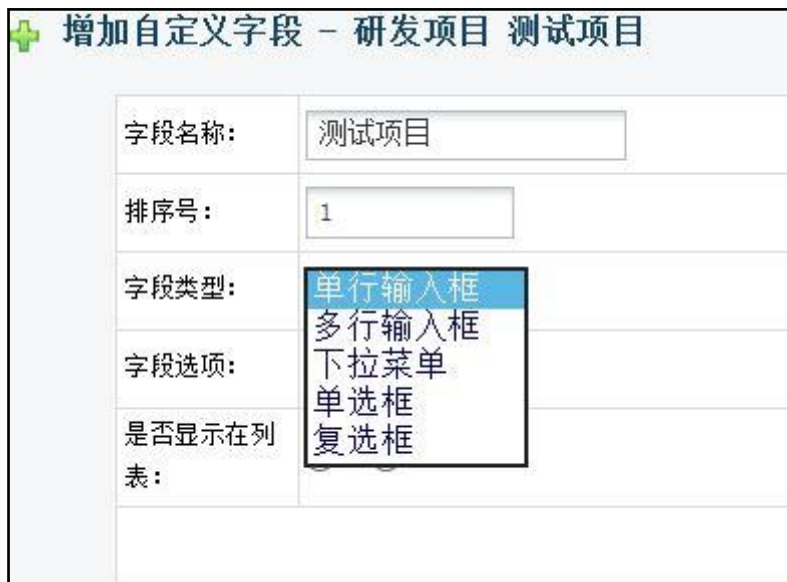 增加自定义字段 - 研发项目 测试项目
字段名称: 测试项目
排序号: 1
字段类型: 单行输入框
多行输入框
字段选项: 下拉菜单
单选框
是否显示在列 复选框
表: